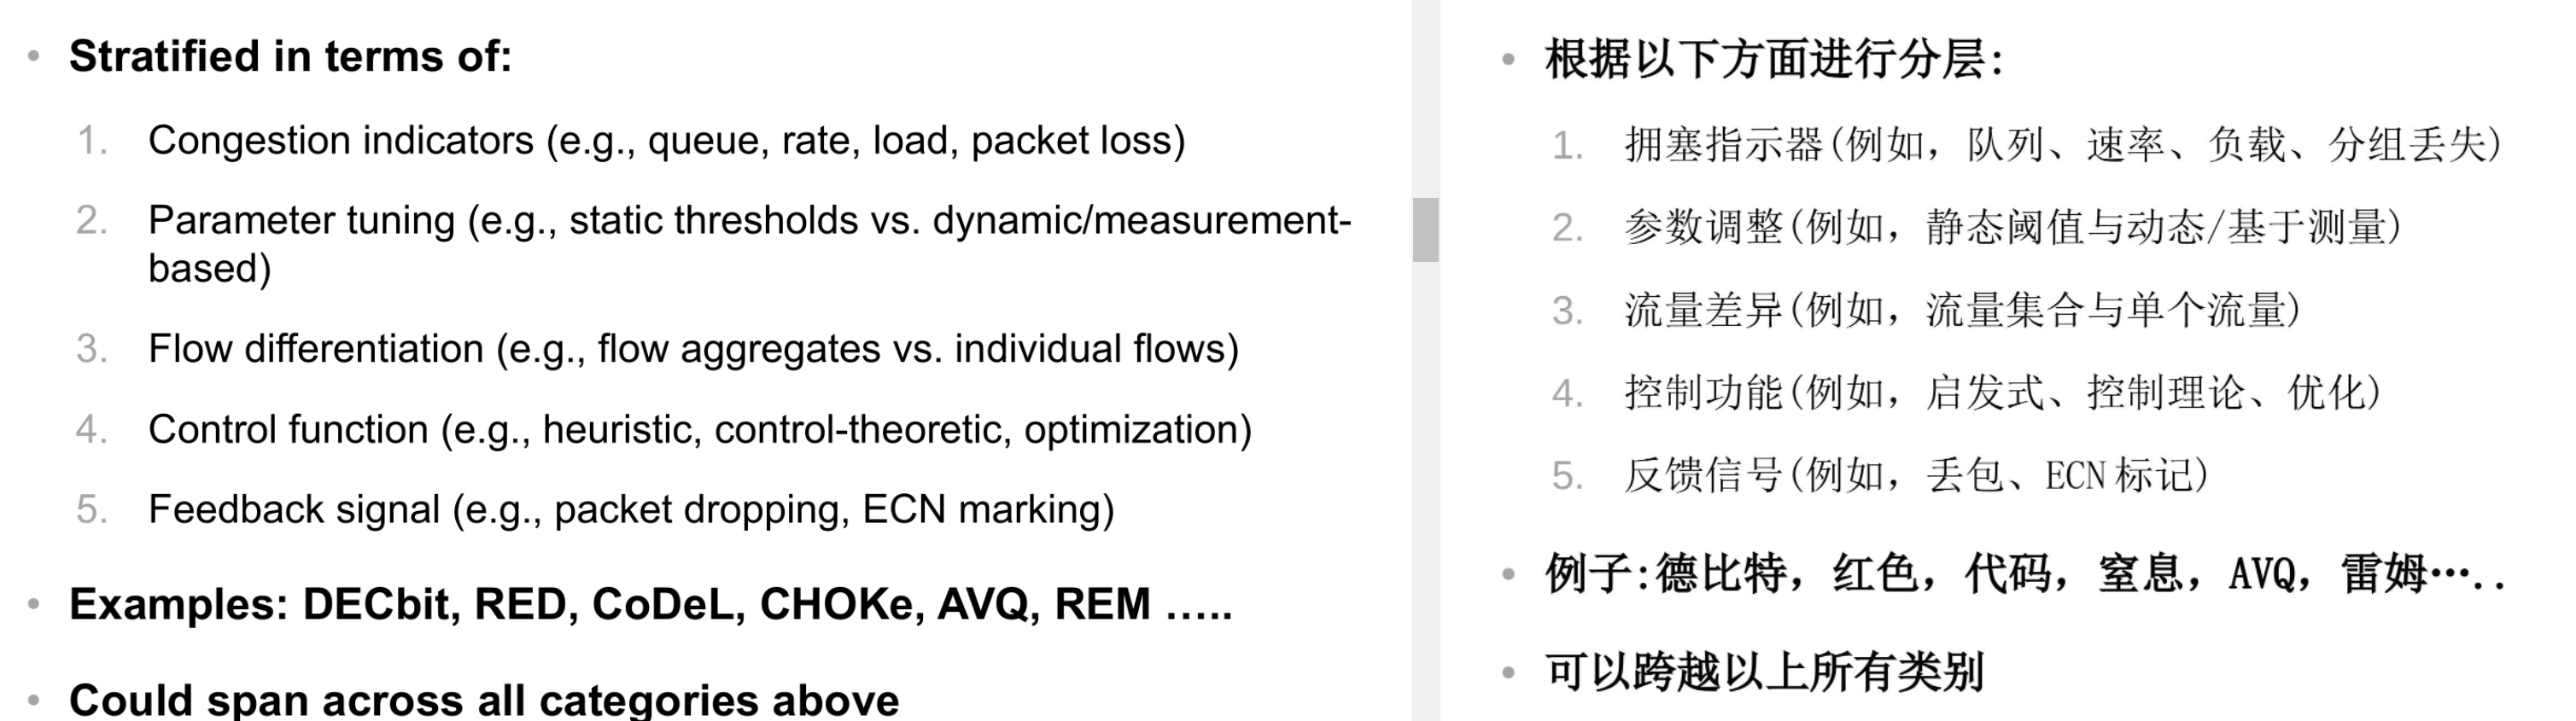 • Stratified in terms of:
1. Congestion indicators (e.g., queue, rate, load, packet loss)
2. Parameter tuning (e.g., static thresholds vs. dynamic/measurement-
based)
3. Flow differentiation (e.g., flow aggregates vs. individual flows)
4. Control function (e.g., heuristic, control-theoretic, optimization)
5. Feedback signal (e.g., packet dropping, ECN marking)
• Examples: DECbit, RED, CoDeL, CHOKe, AVQ, REM …..
• Could span across all categories above
• 根据以下方面进行分层:
1. 拥塞指示器(例如，队列、速率、负载、分组丢失)
2. 参数调整(例如，静态阈值与动态/基于测量)
3. 流量差异(例如，流量集合与单个流量)
4. 控制功能(例如，启发式、控制理论、优化)
5. 反馈信号(例如，丢包、ECN 标记)
• 例子:德比特，红色，代码，窒息，AVQ，雷姆…..
• 可以跨越以上所有类别